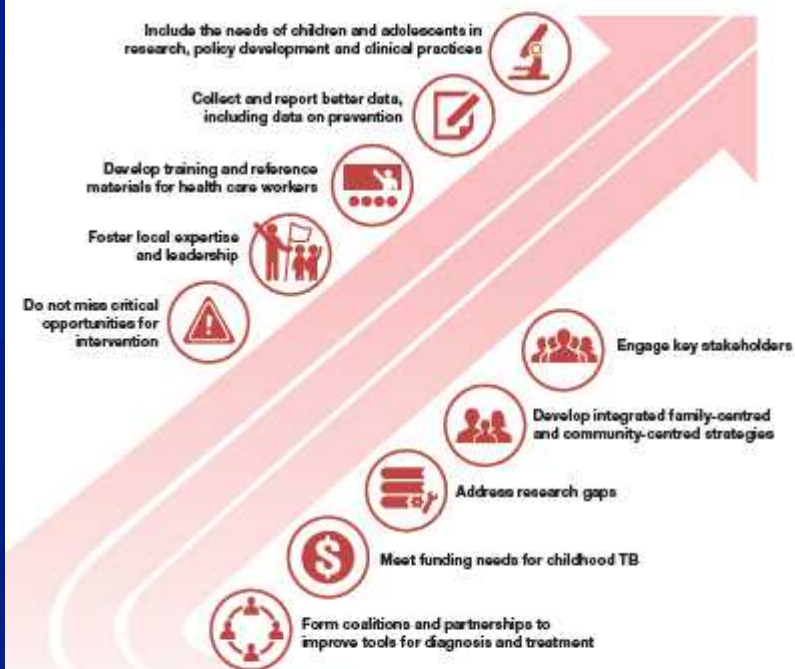 Include the needs of children and adolescents in
research, policy development and clinical practices
Collect and report better data,
including data on prevention
Develop training and reference
materials for health care workers
Foster local expertise
and leadership
Do not miss critical
opportunities for
intervention
Engage key stakeholders
Develop integrated family-centred
and community-centred strategies
Address research gaps
$
Meet funding needs for childhood TB
Form coalitions and partnerships to
improve tools for diagnosis and treatment